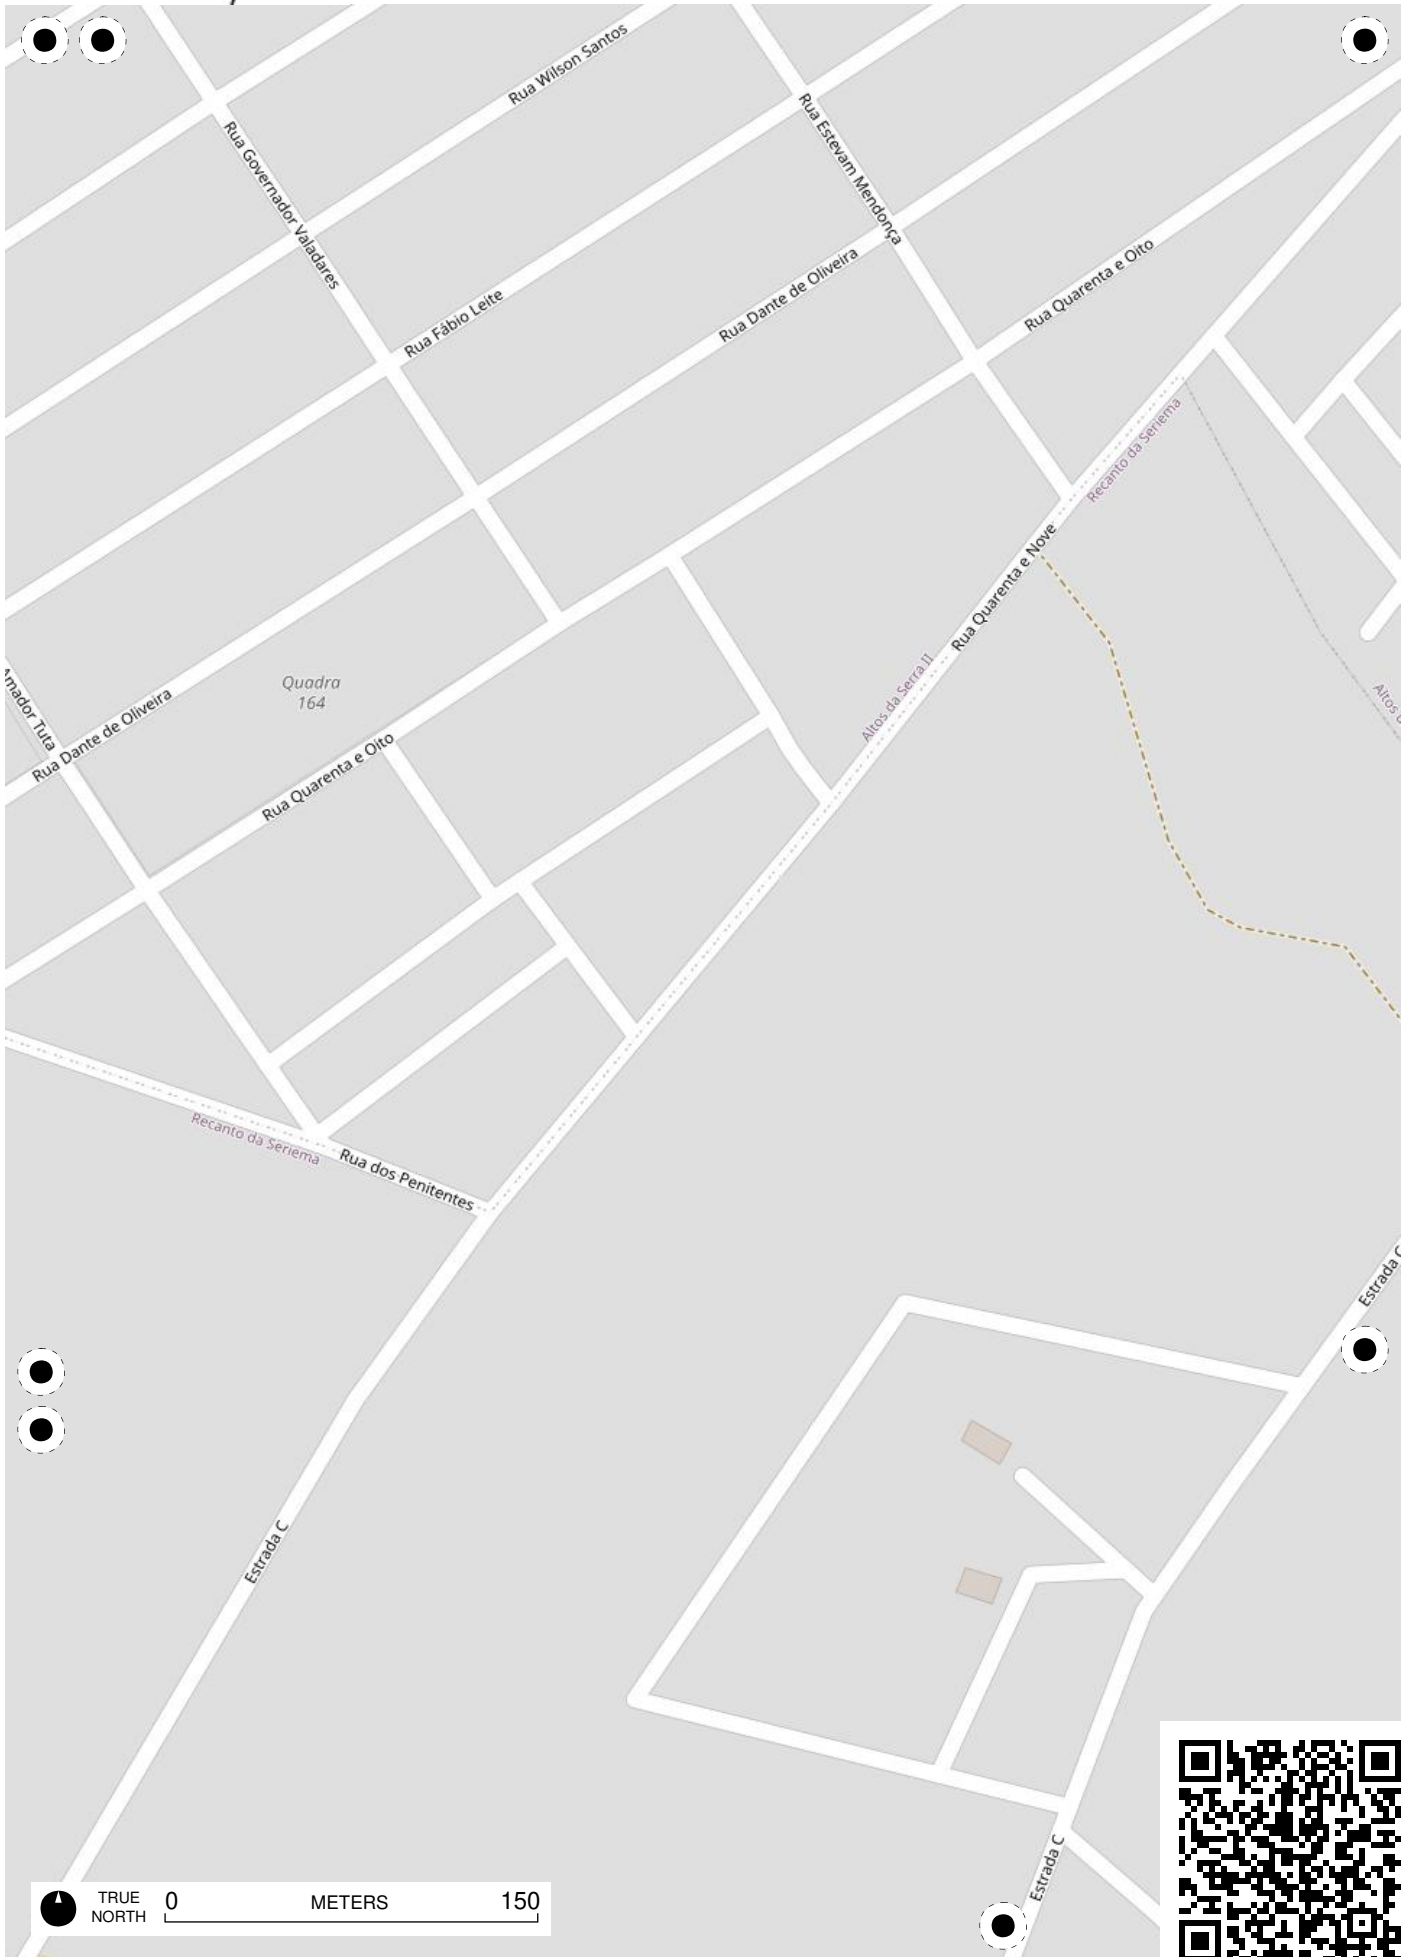 Rua Wilson Santos
Rua Governador Valadares
Rua Estevam Mendonça
Rua Fábio Leite
Rua Dante de Oliveira
Rua Quarenta e Oito
Recanto da Seriema
Rua Quarenta e Nove
Altos da Serra II
Altos d
Quadra
164
Amador Tuta
Rua Dante de Oliveira
Rua Quarenta e Oito
Recanto da Seriema
Rua dos Penitentes
Estrada C
Estrada C
Estrada C
TRUE
NORTH
0 METERS 150